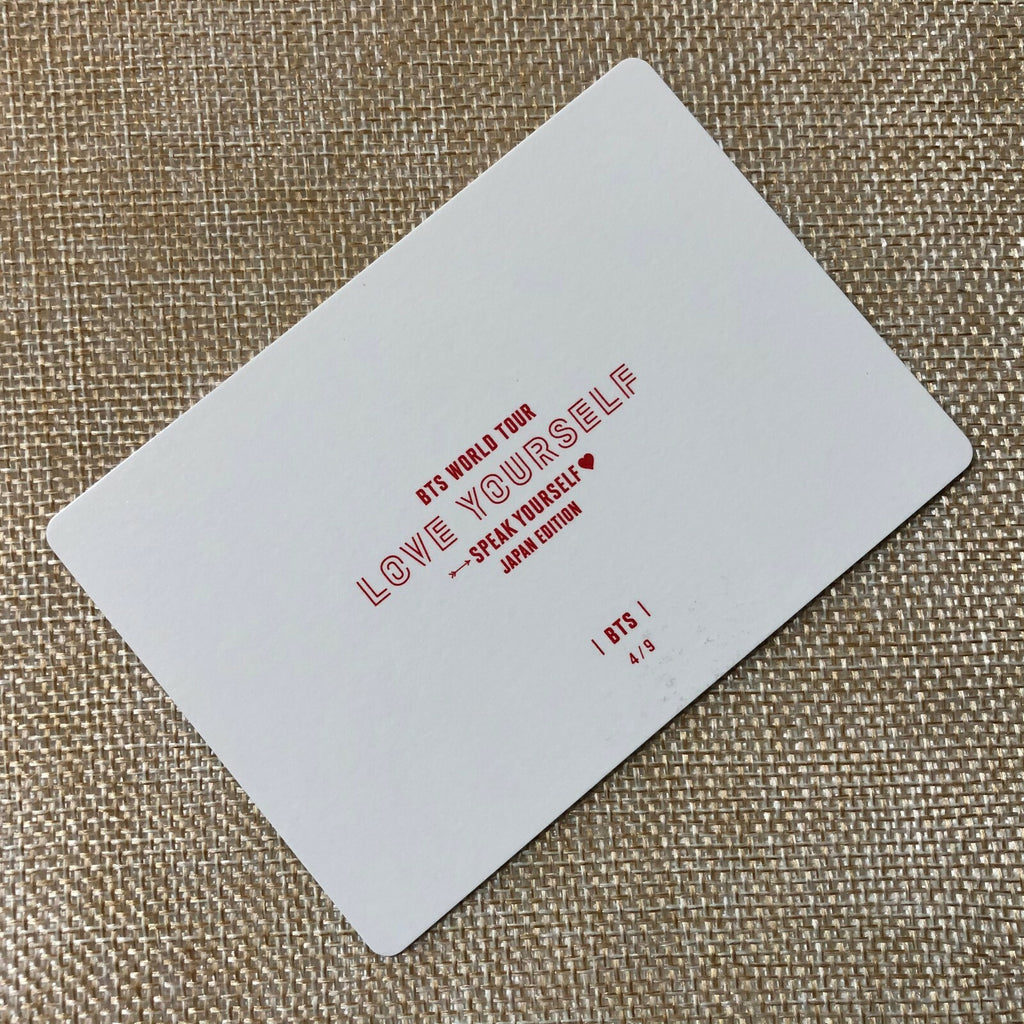 BTS WORLD TOUR
LOVE YOURSELF
SPEAK YOURSELF
JAPAN EDITION
| BTS |
4/9